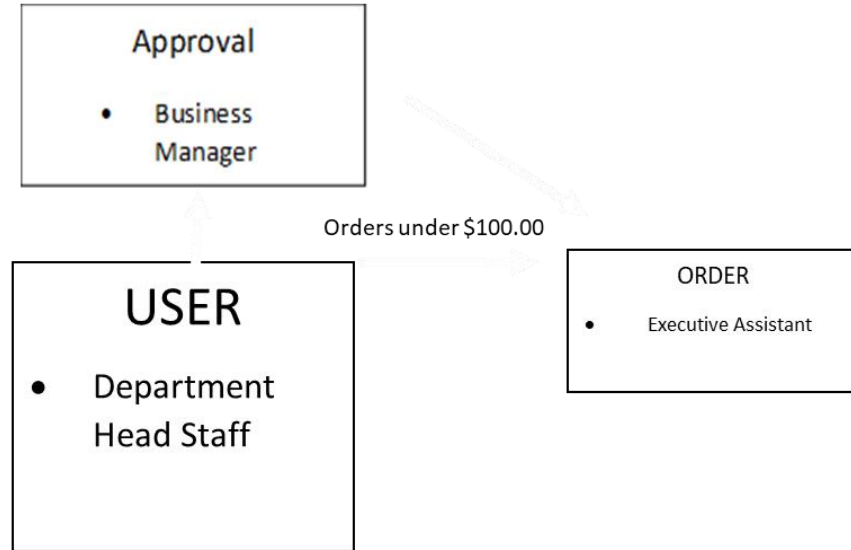 Approval
• Business
Manager
Orders under $100.00
USER
• Department
Head Staff
ORDER
• Executive Assistant